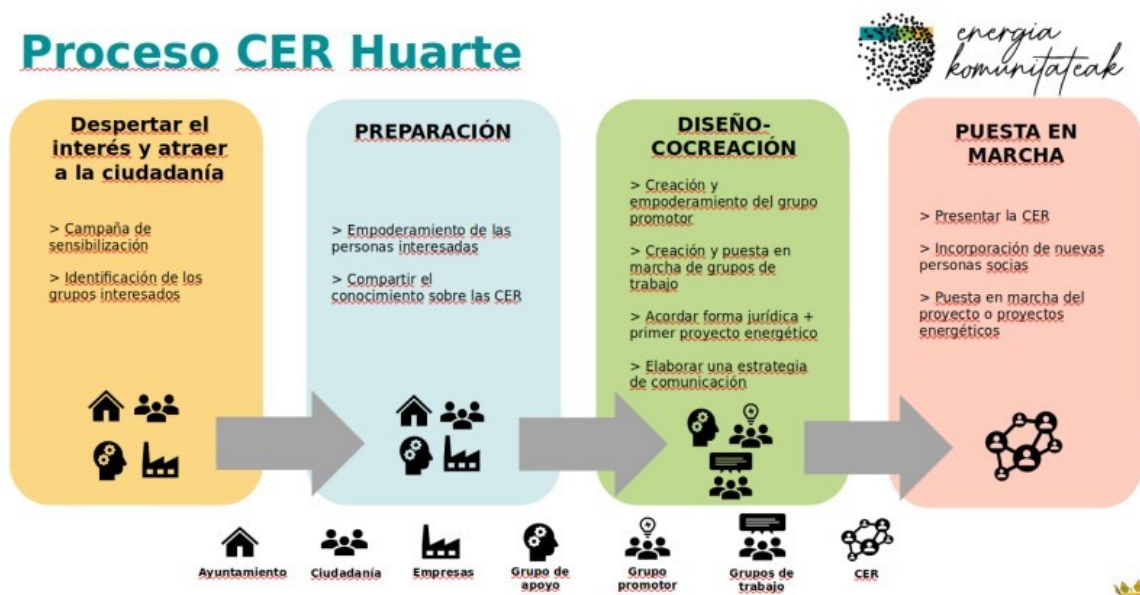 Proceso CER Huarte
energia
komunitateak
Despertar el
interés y atraer
a la ciudadanía
> Campaña de
sensibilización
> Identificación de los
grupos interesados
PREPARACIÓN
> Empoderamiento de las
personas interesadas
> Compartir el
conocimiento sobre las CER
DISEÑO-
COCREACIÓN
> Creación y
empoderamiento del grupo
promotor
> Creación y puesta en
marcha de grupos de
trabajo
> Acordar forma jurídica +
primer proyecto energético
> Elaborar una estrategia
de comunicación
PUESTA EN
MARCHA
> Presentar la CER
> Incorporación de nuevas
personas socias
> Puesta en marcha del
proyecto o proyectos
energéticos
Ayuntamiento
Ciudadanía
Empresas
Grupo de
apoyo
Grupo
promotor
Grupos de
trabajo
CER